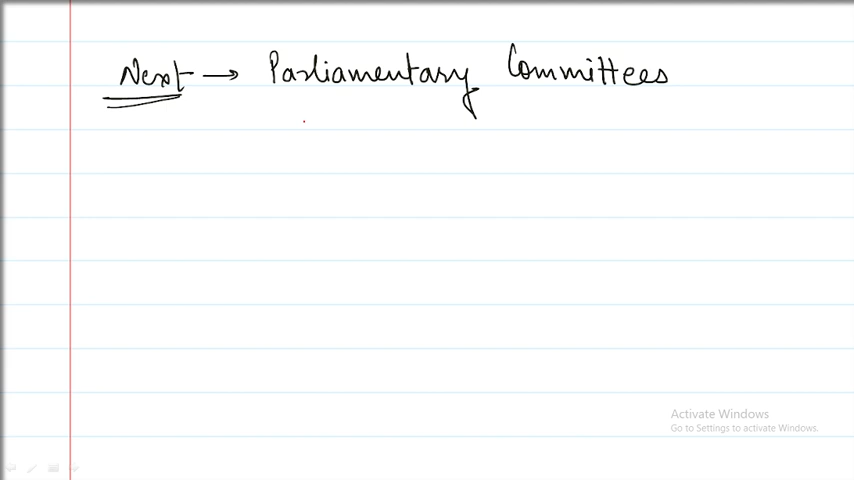 Next → Parliamentary Committees
Activate Windows
Go to Settings to activate Windows.